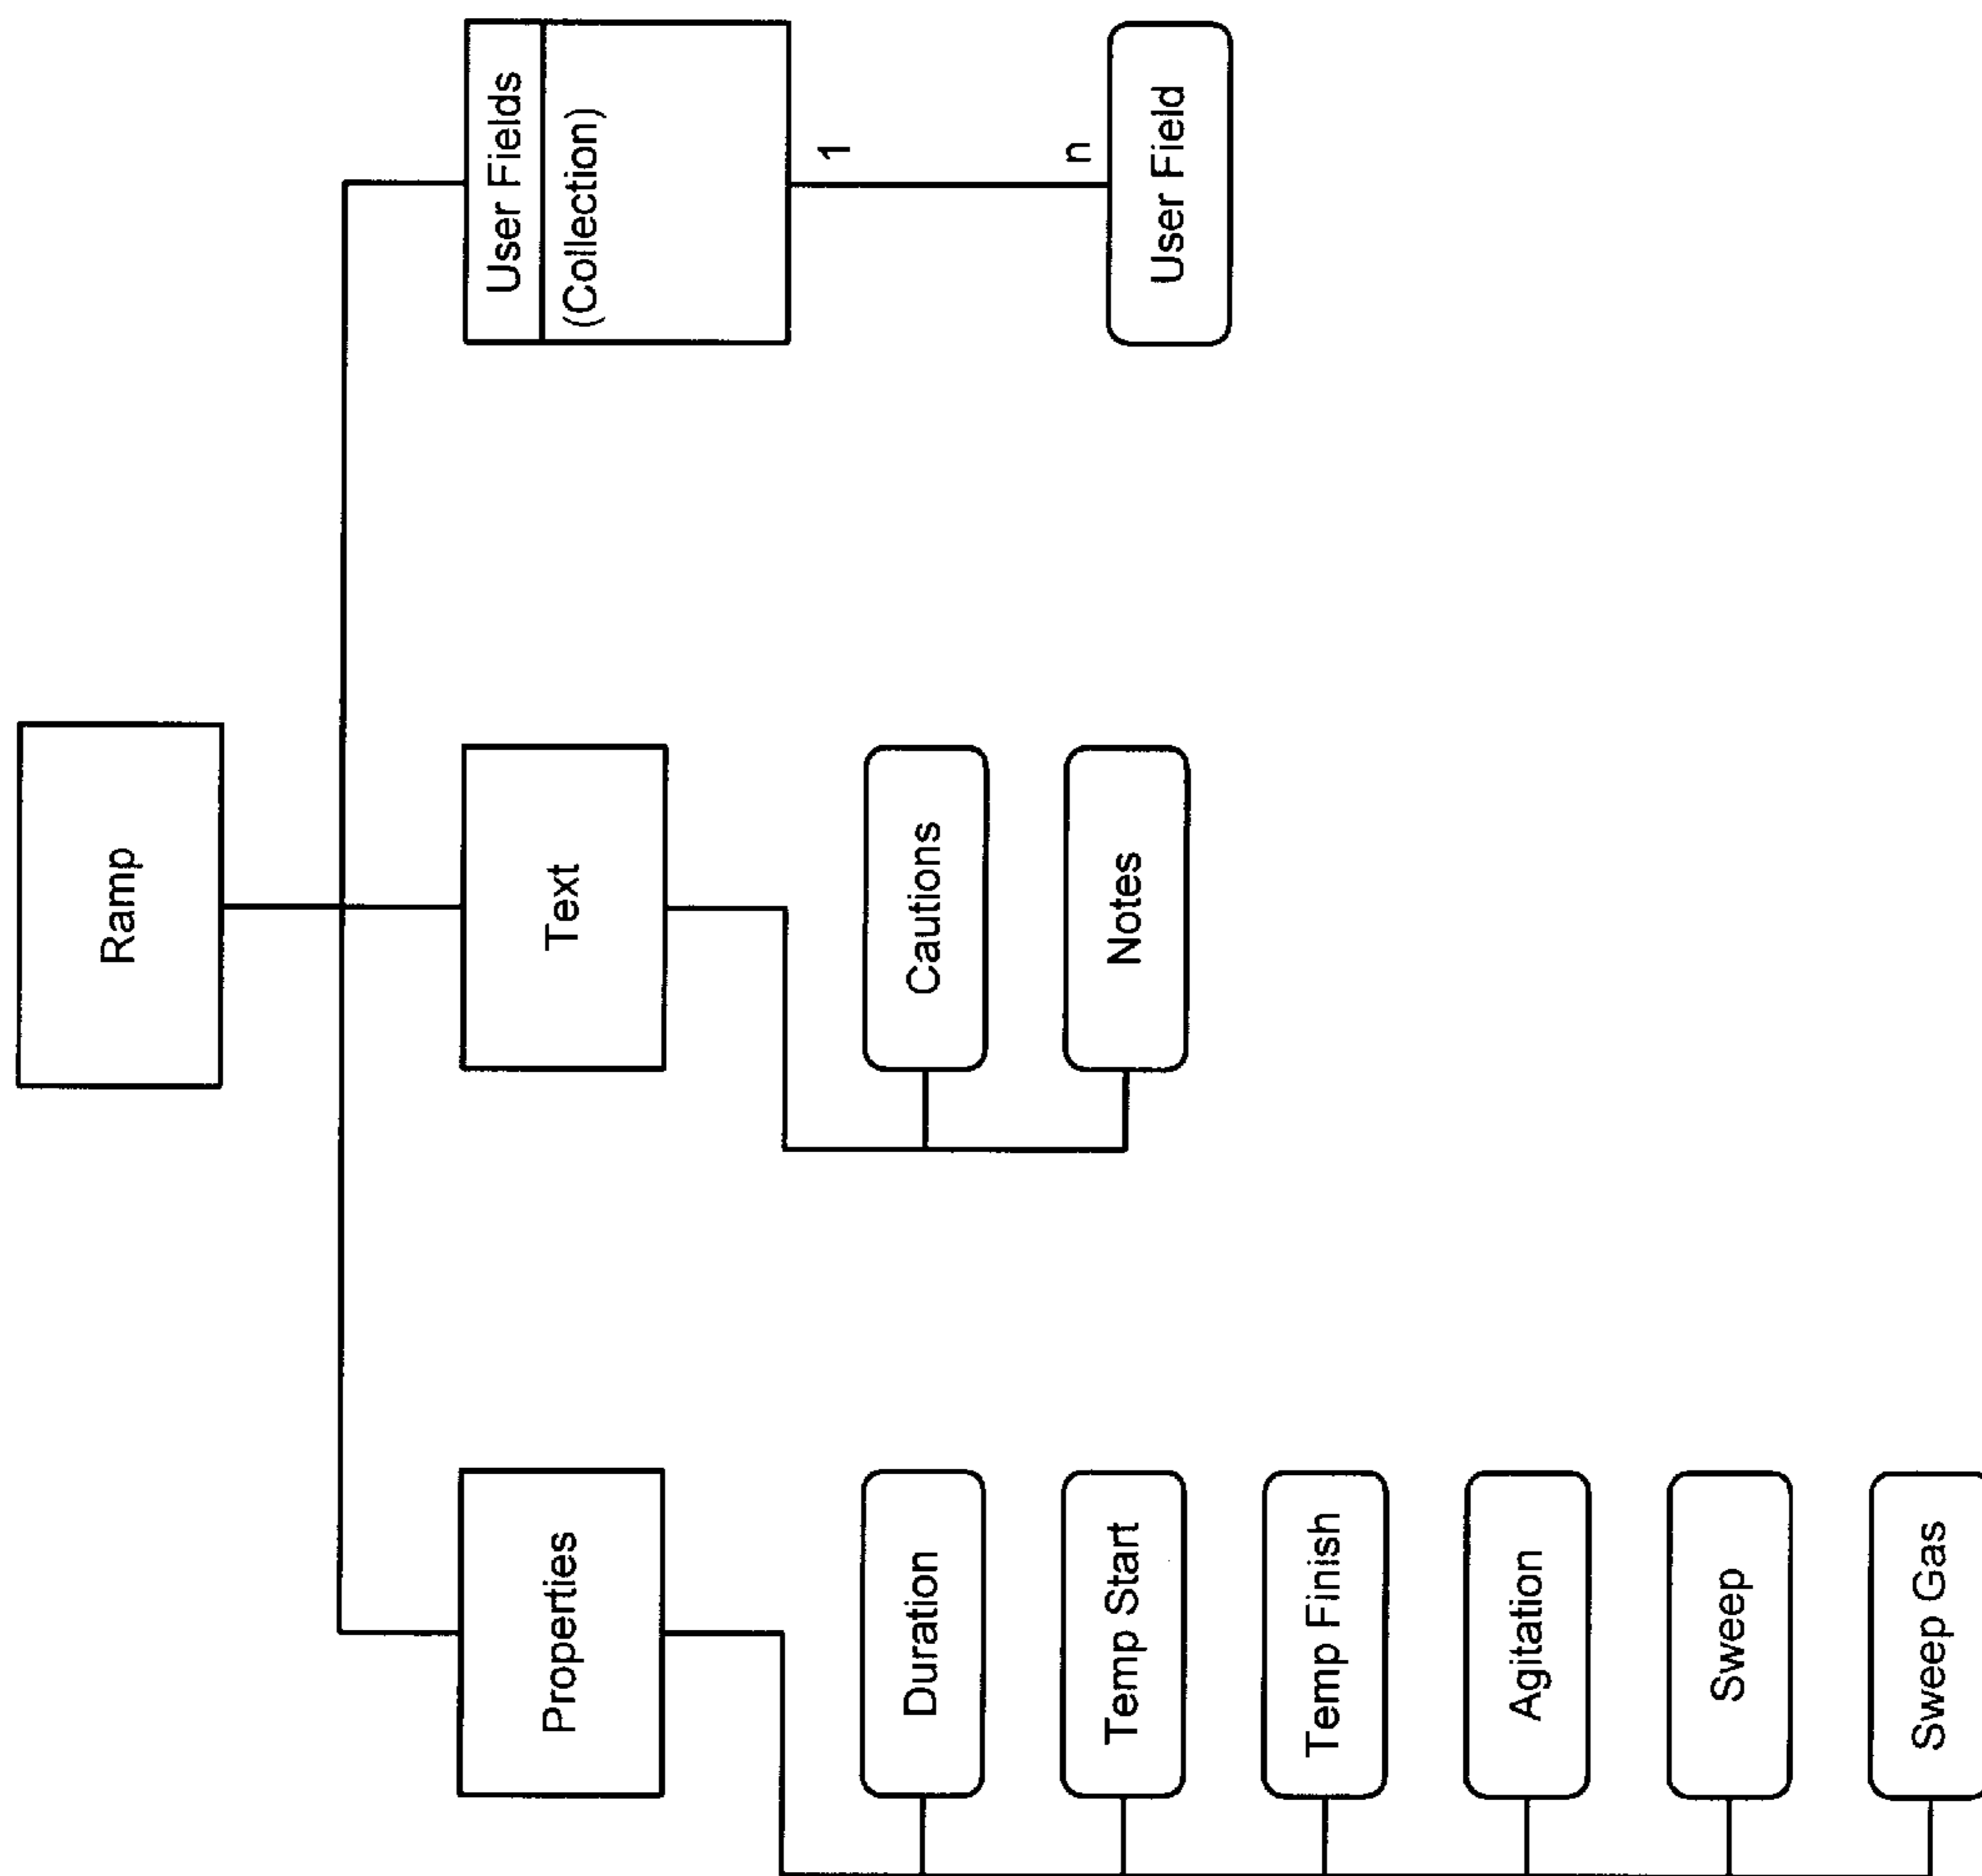 Ramp
Properties
Duration
Temp Start
Temp Finish
Agitation
Sweep
Sweep Gas
Text
Cautions
Notes
User Fields
(Collection)
1
n
User Field